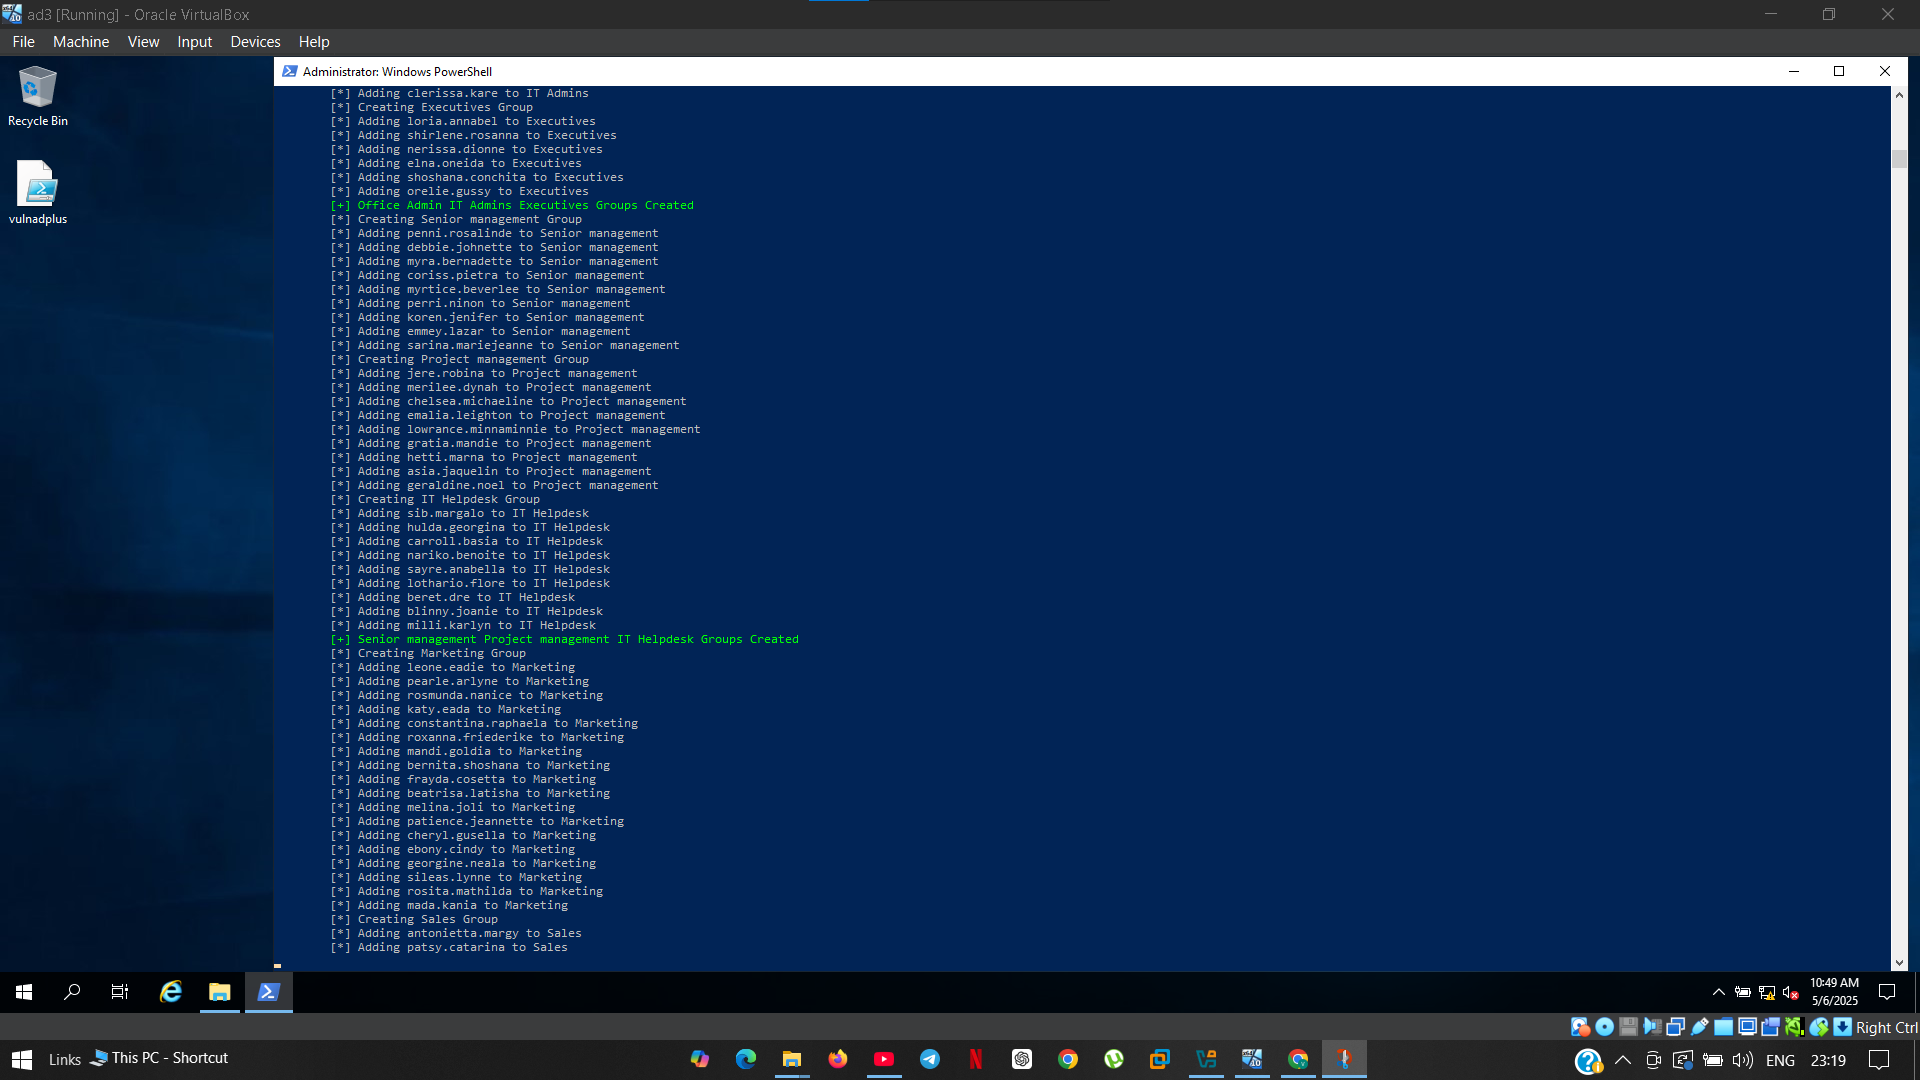 ad3 [Running] - Oracle VirtualBox
File Machine View Input Devices Help
Recycle Bin
vulnadplus
Administrator: Windows PowerShell
[*] Adding clerissa.kare to IT Admins
[*] Creating Executives Group
[*] Adding loria.annabel to Executives
[*] Adding shirlene.rosanna to Executives
[*] Adding nerissa.dionne to Executives
[*] Adding elna.oneida to Executives
[*] Adding shoshana.conchita to Executives
[*] Adding orelie.gussy to Executives
[+] Office Admin IT Admins Executives Groups Created
[*] Creating Senior management Group
[*] Adding penni.rosalinde to Senior management
[*] Adding debbie.johnette to Senior management
[*] Adding myra.bernadette to Senior management
[*] Adding coriss.pietra to Senior management
[*] Adding myrtice.beverlee to Senior management
[*] Adding perri.ninon to Senior management
[*] Adding koren.jenifer to Senior management
[*] Adding emmey.lazar to Senior management
[*] Adding sarina.mariejeanne to Senior management
[*] Creating Project management Group
[*] Adding jere.robina to Project management
[*] Adding merilee.dynah to Project management
[*] Adding chelsea.michaeline to Project management
[*] Adding emalia.leighton to Project management
[*] Adding lowrance.minnaminnie to Project management
[*] Adding gratia.mandie to Project management
[*] Adding hetti.marna to Project management
[*] Adding asia.jaquelin to Project management
[*] Adding geraldine.noel to Project management
[*] Creating IT Helpdesk Group
[*] Adding sib.margalo to IT Helpdesk
[*] Adding hulda.georgina to IT Helpdesk
[*] Adding carroll.basia to IT Helpdesk
[*] Adding nariko.benoite to IT Helpdesk
[*] Adding sayre.anabella to IT Helpdesk
[*] Adding lothario.flore to IT Helpdesk
[*] Adding beret.dre to IT Helpdesk
[*] Adding blinny.joanie to IT Helpdesk
[*] Adding milli.karlyn to IT Helpdesk
[+] Senior management Project management IT Helpdesk Groups Created
[*] Creating Marketing Group
[*] Adding leone.eadie to Marketing
[*] Adding pearle.arlyne to Marketing
[*] Adding rosmunda.nanice to Marketing
[*] Adding katy.eada to Marketing
[*] Adding constantina.raphaela to Marketing
[*] Adding roxanna.friederike to Marketing
[*] Adding mandi.goldia to Marketing
[*] Adding bernita.shoshana to Marketing
[*] Adding frayda.cosetta to Marketing
[*] Adding beatrisa.latisha to Marketing
[*] Adding melina.joli to Marketing
[*] Adding patience.jeannette to Marketing
[*] Adding cheryl.gusella to Marketing
[*] Adding ebony.cindy to Marketing
[*] Adding georgine.neala to Marketing
[*] Adding sileas.lynne to Marketing
[*] Adding rosita.mathilda to Marketing
[*] Adding mada.kania to Marketing
[*] Creating Sales Group
[*] Adding antonietta.margy to Sales
[*] Adding patsy.catarina to Sales
10:49 AM
5/6/2025
Right Ctrl
Links This PC - Shortcut
ENG 23:19